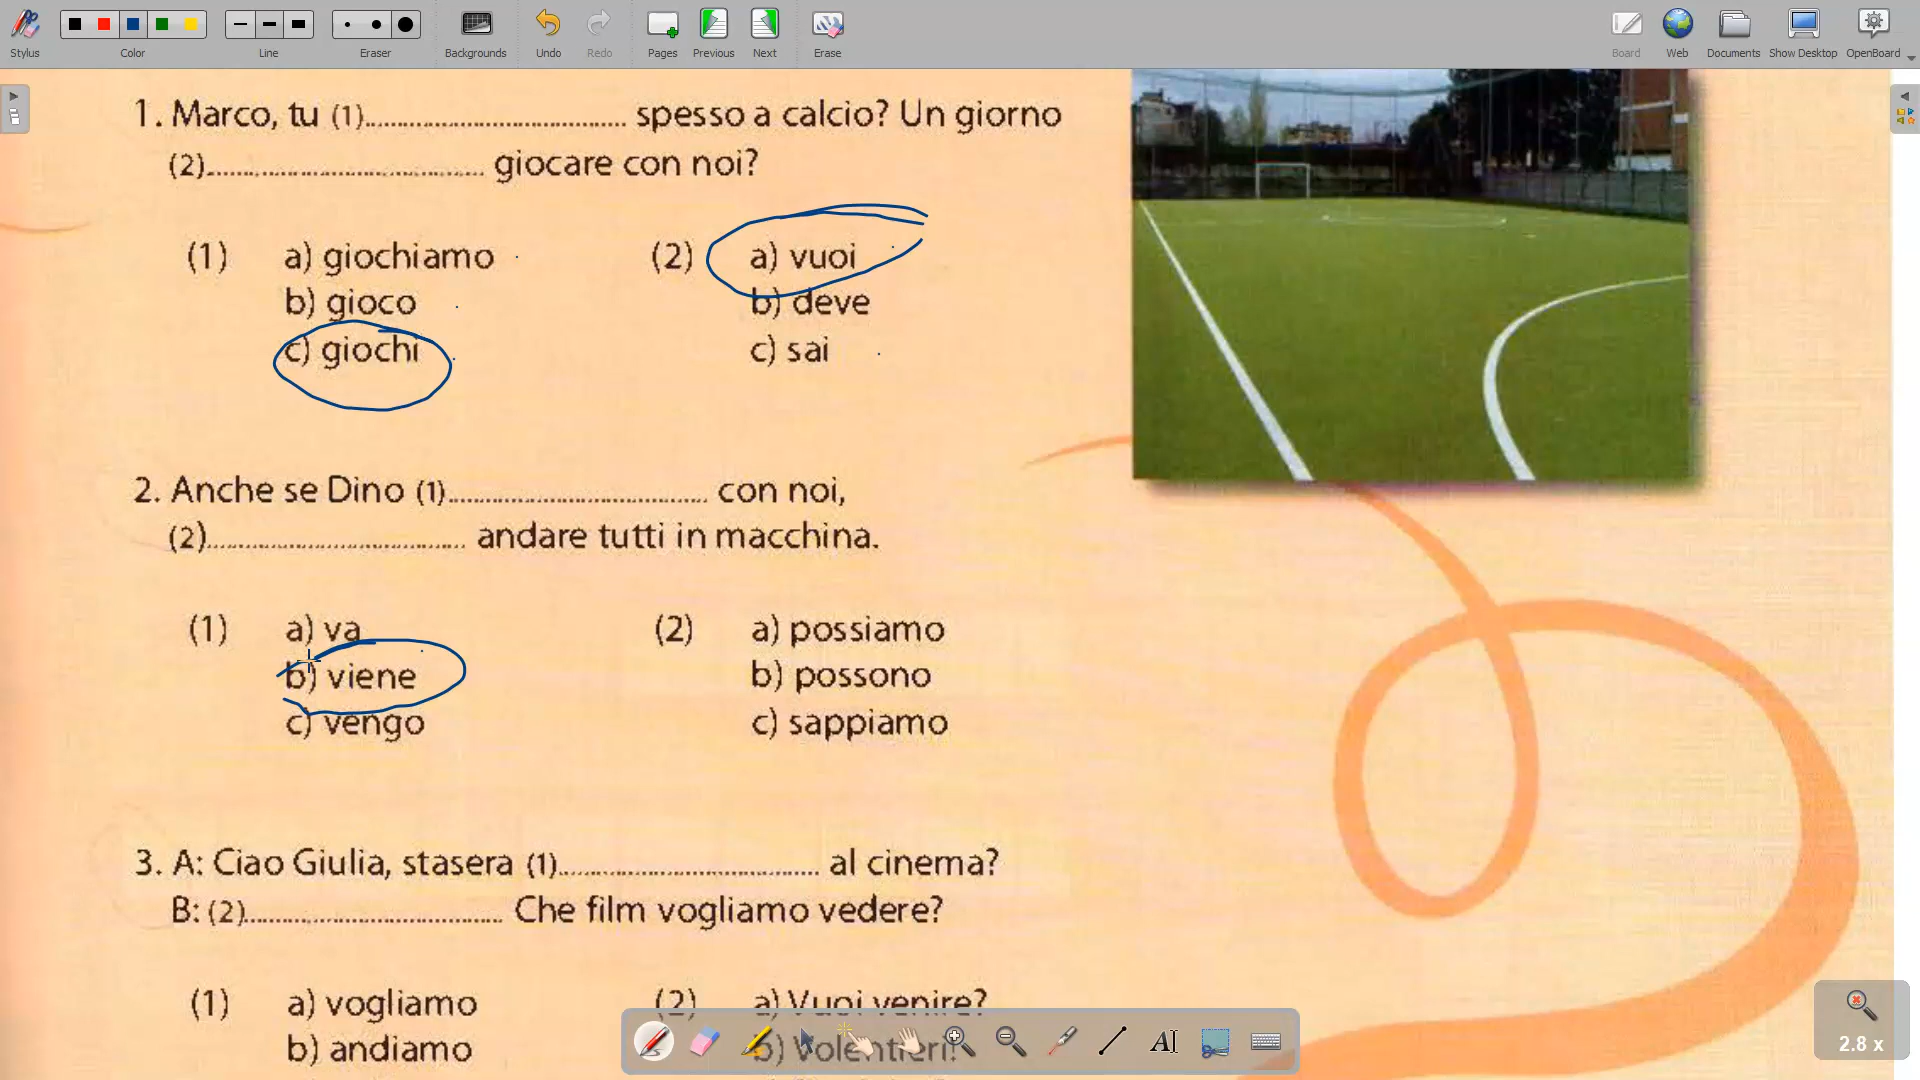 Stylus
Color
Line
Eraser
Backgrounds
Undo
Redo
Pages
Previous
Next
Erase
Board
Web
Documents
Show Desktop
OpenBoard
1. Marco, tu (1)........................................ spesso a calcio? Un giorno
(2)........................................ giocare con noi?
(1) a) giochiamo (2) a) vuoi
b) gioco b) deve
c) giochi c) sai
2. Anche se Dino (1)........................................ con noi,
(2)........................................ andare tutti in macchina.
(1) a) va (2) a) possiamo
b) viene b) possono
c) vengo c) sappiamo
3. A: Ciao Giulia, stasera (1)........................................ al cinema?
B: (2)........................................ Che film vogliamo vedere?
(1) a) vogliamo (2) a) Vuoi venire?
b) andiamo b) Volentieri!
2.8 x